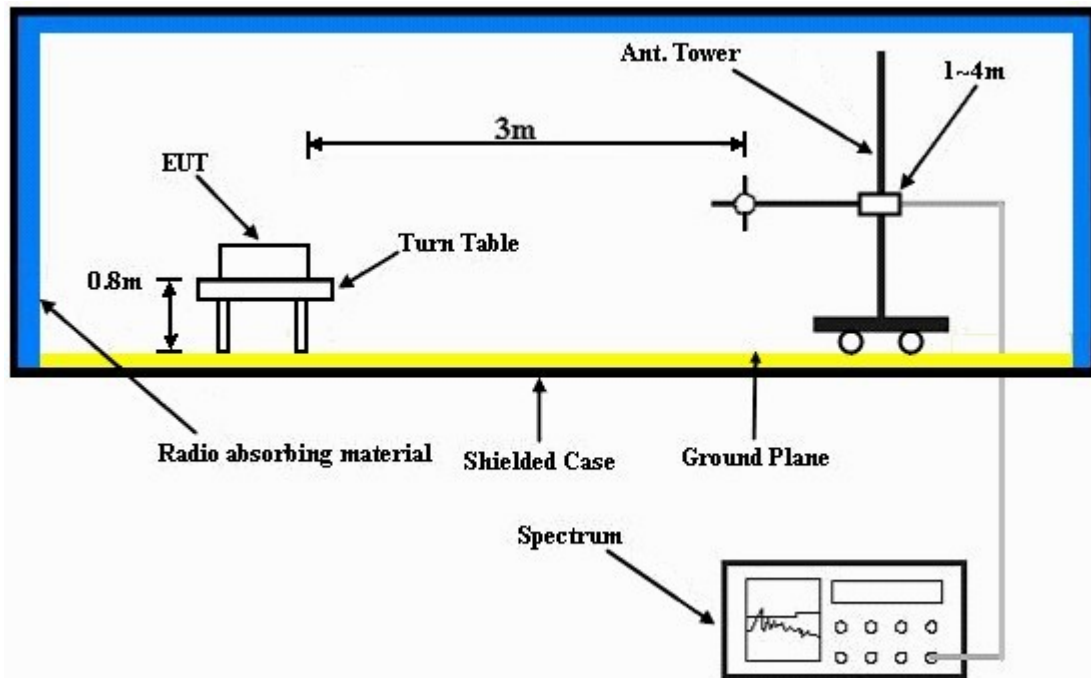 Ant. Tower
1~4m
3m
EUT
Turn Table
0.8m
Radio absorbing material
Shielded Case
Ground Plane
Spectrum